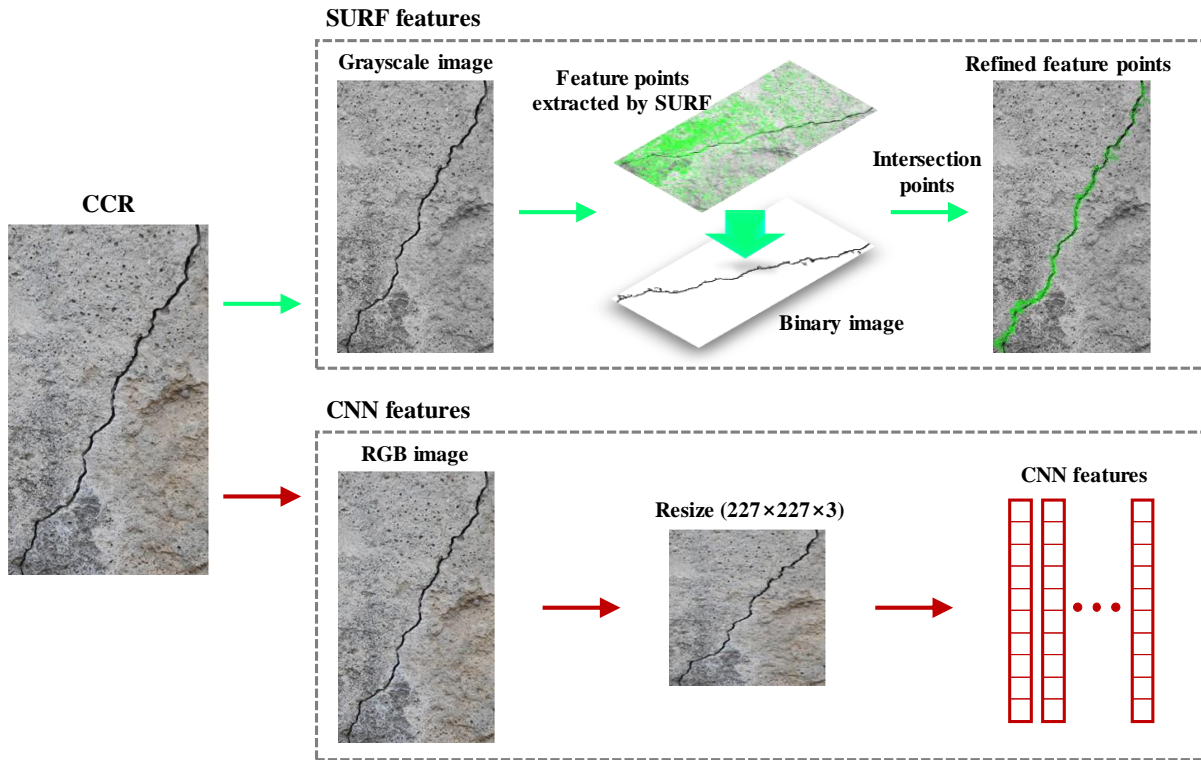 SURF features
Grayscale image
Feature points
extracted by SURF
Refined feature points
Intersection
points
CCR
Binary image
CNN features
RGB image
Resize (227×227×3)
CNN features